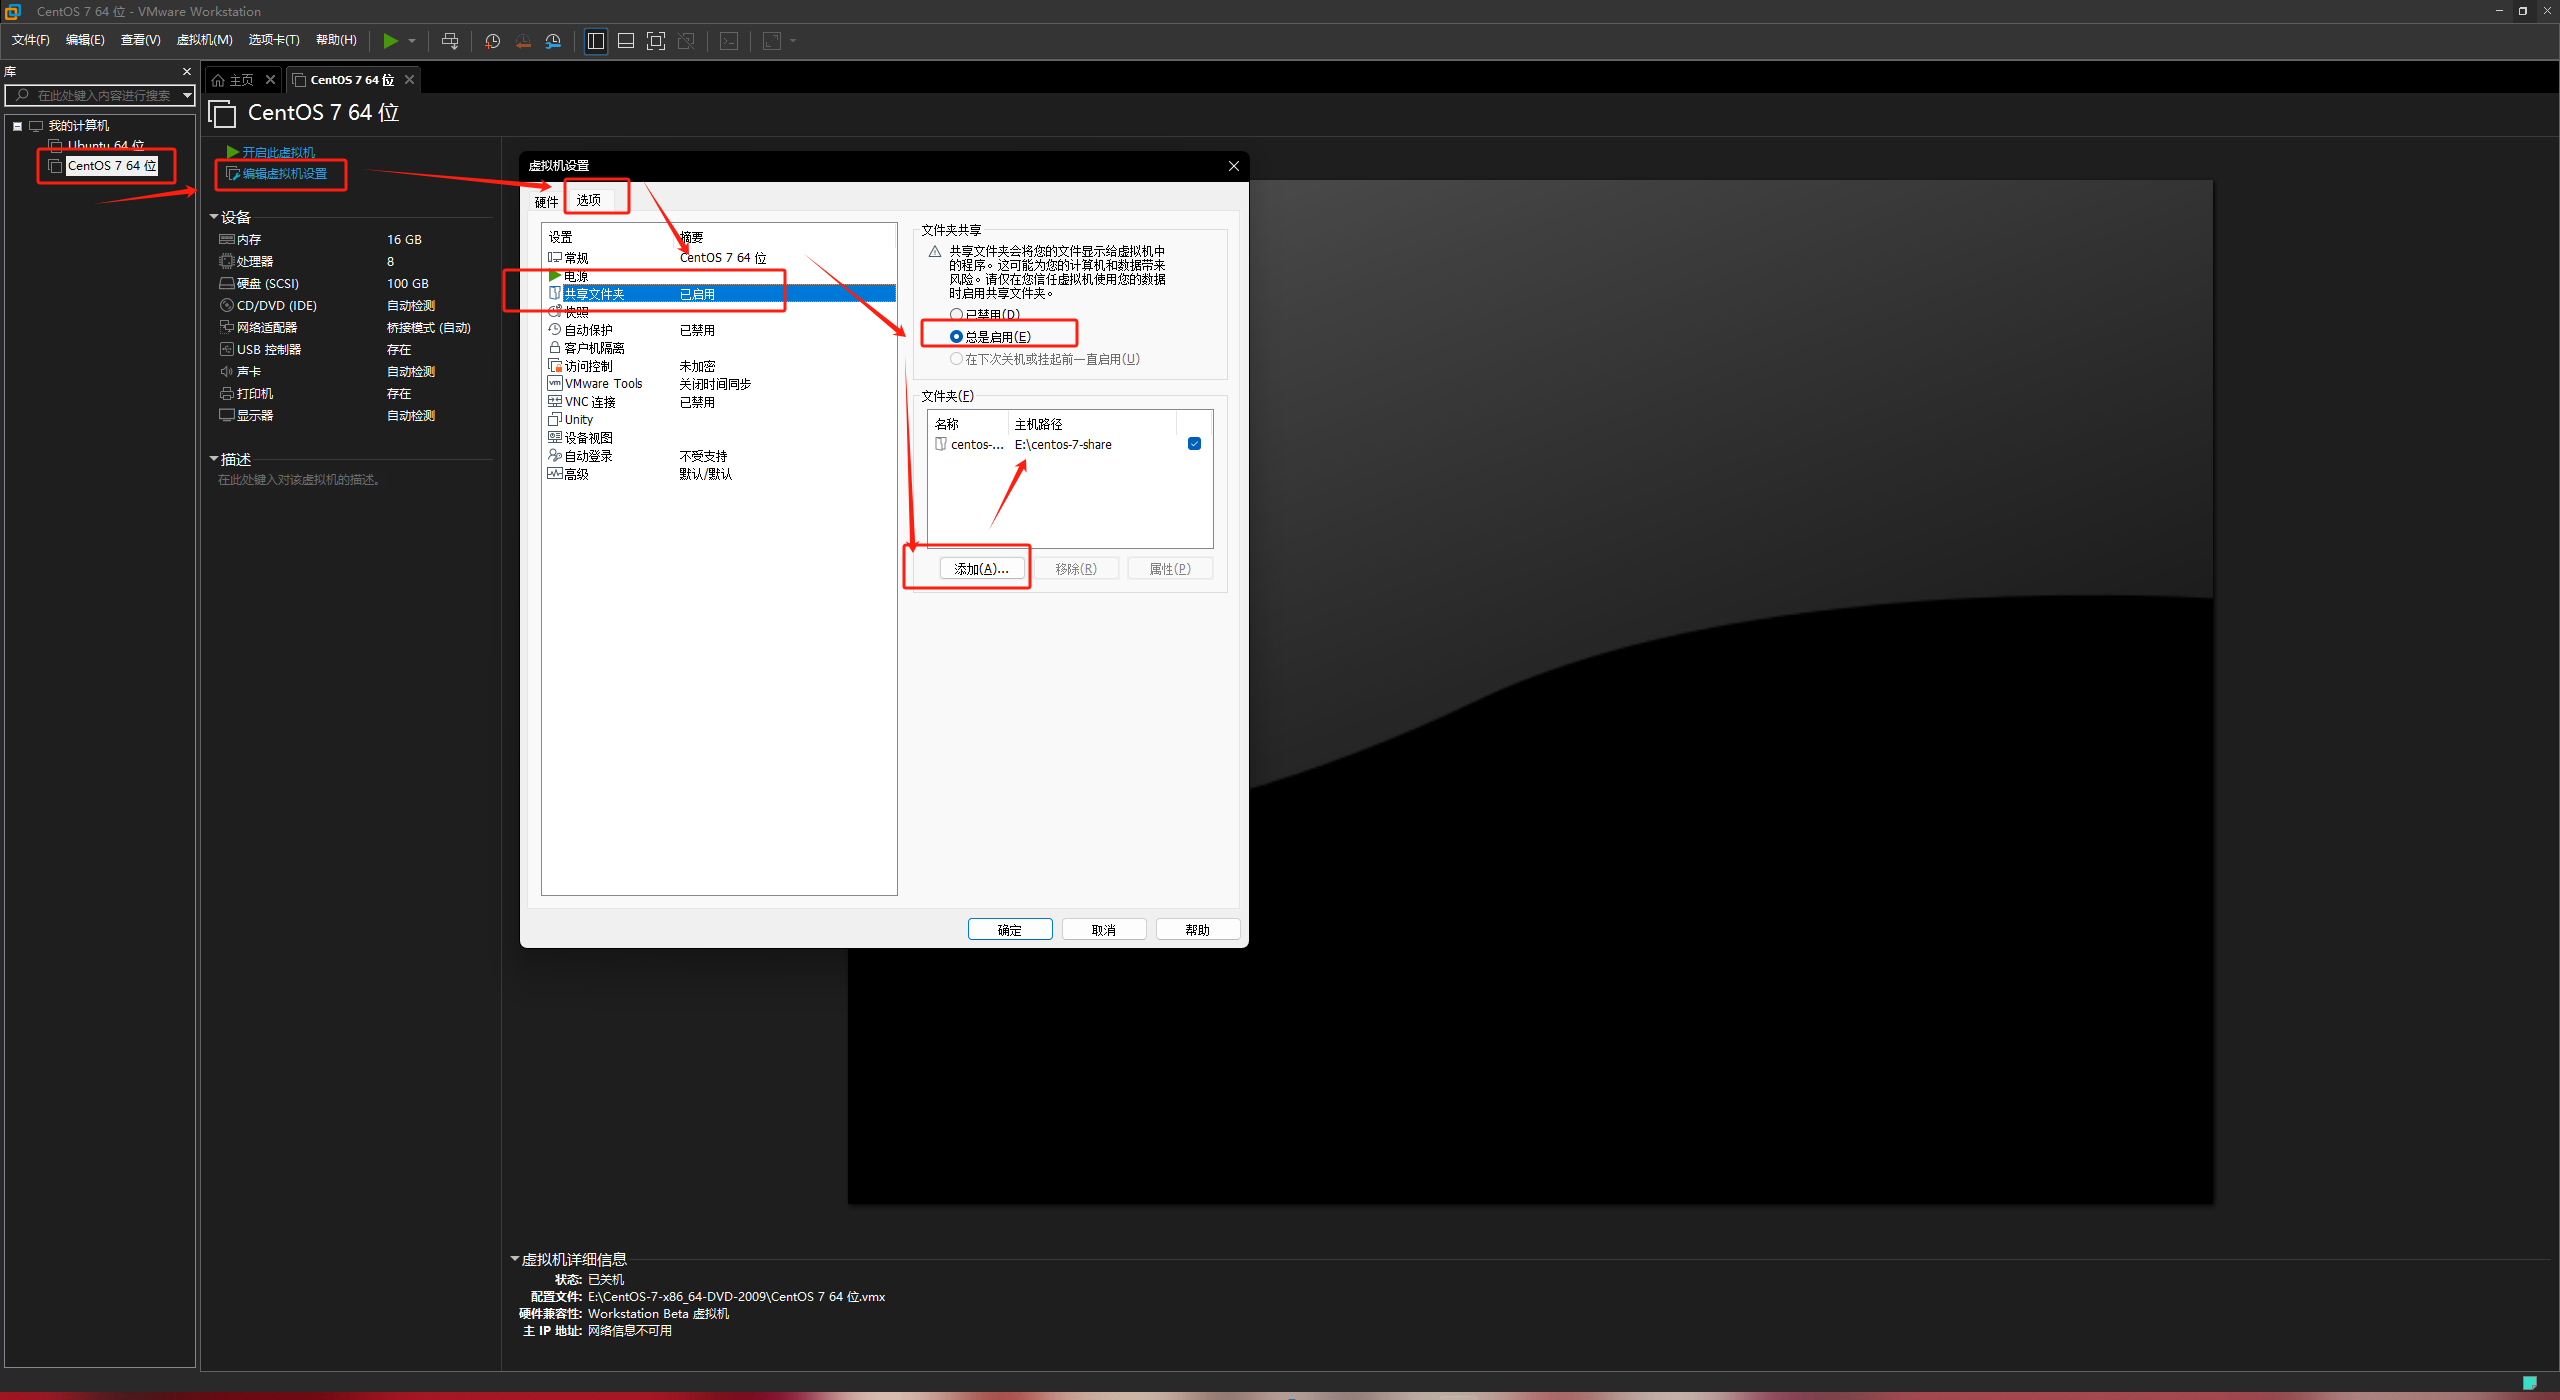 CentOS 7 64 位 - VMware Workstation
文件(F) 编辑(E) 查看(V) 虚拟机(M) 选项卡(T) 帮助(H)
库
在此处键入内容进行搜索
我的计算机
Ubuntu 64 位
CentOS 7 64 位
主页
CentOS 7 64 位
CentOS 7 64 位
开启此虚拟机
编辑虚拟机设置
设备
内存 16 GB
处理器 8
硬盘 (SCSI) 100 GB
CD/DVD (IDE) 自动检测
网络适配器 桥接模式 (自动)
USB 控制器 存在
声卡 自动检测
打印机 存在
显示器 自动检测
描述
在此处键入对该虚拟机的描述。
虚拟机设置
硬件 选项
设置 摘要
常规 CentOS 7 64 位
电源
共享文件夹 已启用
快照
自动保护 已禁用
客户机隔离
访问控制 未加密
VMware Tools 关闭时间同步
VNC 连接 已禁用
Unity
设备视图
自动登录 不受支持
高级 默认/默认
文件夹共享
共享文件夹会将您的文件显示给虚拟机中
的程序。这可能为您的计算机和数据带来
风险。请仅在您信任虚拟机使用您的数据
时启用共享文件夹。
已禁用(D)
总是启用(E)
在下次关机或挂起前一直启用(U)
文件夹(F)
名称 主机路径
centos-... E:\centos-7-share
添加(A)... 移除(R) 属性(P)
确定 取消 帮助
虚拟机详细信息
状态: 已关机
配置文件: E:\CentOS-7-x86_64-DVD-2009\CentOS 7 64 位.vmx
硬件兼容性: Workstation Beta 虚拟机
主 IP 地址: 网络信息不可用